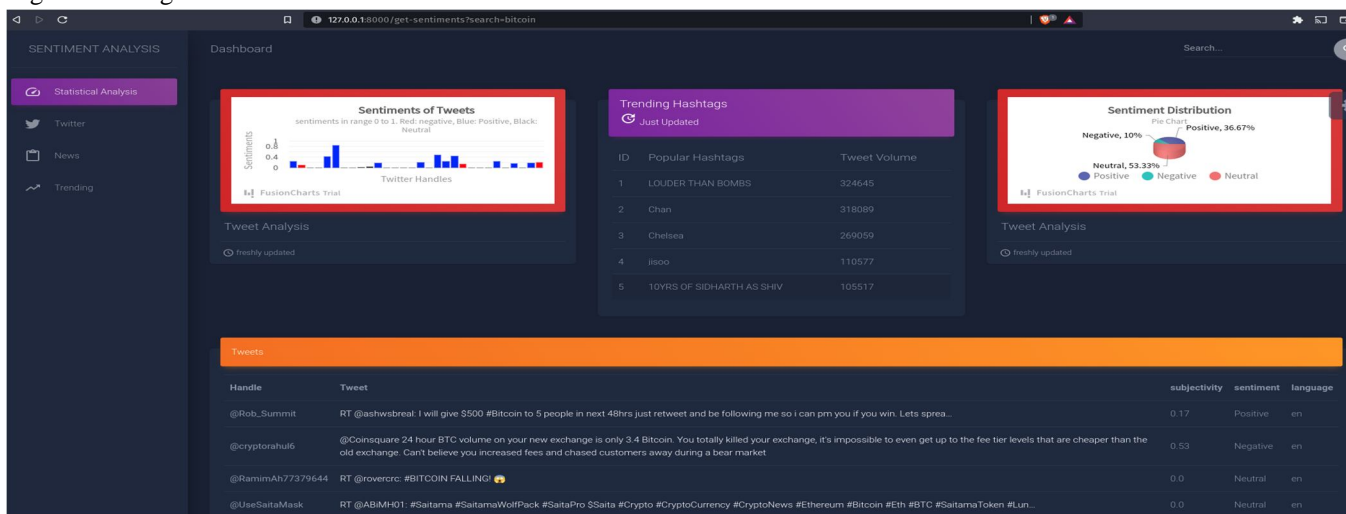 127.0.0.1:8000/get-sentiments?search=bitcoin
SENTIMENT ANALYSIS
Statistical Analysis
Twitter
News
Trending
Dashboard
Search...
Sentiments of Tweets
sentiments in range 0 to 1. Red: negative, Blue: Positive, Black:
Neutral
Sentiments
1
0.8
0.4
0
Twitter Handles
FusionCharts Trial
Tweet Analysis
freshly updated
Trending Hashtags
Just Updated
ID Popular Hashtags Tweet Volume
1 LOUDER THAN BOMBS 324645
2 Chan 318089
3 Chelsea 269059
4 iisoo 110577
5 10YRS OF SIDHARTH AS SHIV 105517
Sentiment Distribution
Pie Chart
Positive, 36.67%
Negative, 10%
Neutral, 53.33%
Positive Negative Neutral
FusionCharts Trial
Tweet Analysis
freshly updated
Tweets
Handle Tweet subjectivity sentiment language
@Rob_Summit RT @ashwsbreal: I will give $500 #Bitcoin to 5 people in next 48hrs just retweet and be following me so i can pm you if you win. Lets sprea... 0.17 Positive en
@cryptorahul6 @Coinsquare 24 hour BTC volume on your new exchange is only 3.4 Bitcoin. You totally killed your exchange, it's impossible to even get up to the fee tier levels that are cheaper than the
old exchange. Can't believe you increased fees and chased customers away during a bear market 0.53 Negative en
@RamimAh77379644 RT @rovercrc: #BITCOIN FALLING! 😱 0.0 Neutral en
@UseSaitaMask RT @ABiMH01: #Saitama #SaitamaWolfPack #SaitaPro $Saita #Crypto #CryptoCurrency #CryptoNews #Ethereum #Bitcoin #Eth #BTC #SaitamaToken #Lun... 0.0 Neutral en